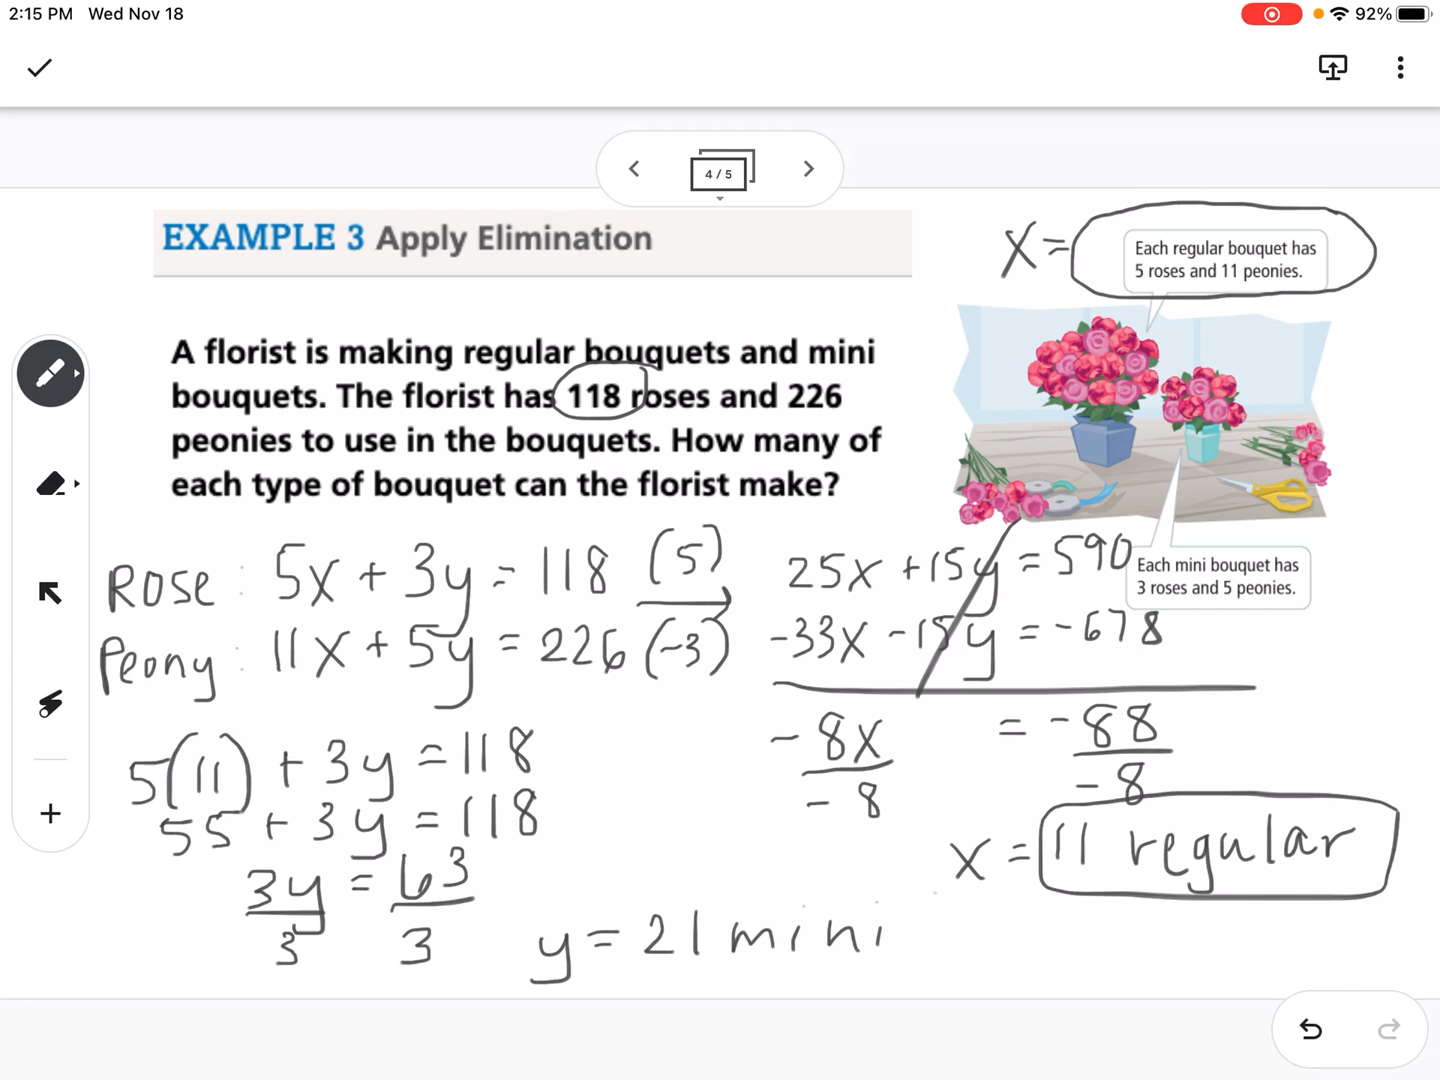 2:15 PM Wed Nov 18
92%
4 / 5
EXAMPLE 3 Apply Elimination
x =
Each regular bouquet has
5 roses and 11 peonies.
A florist is making regular bouquets and mini
bouquets. The florist has 118 roses and 226
peonies to use in the bouquets. How many of
each type of bouquet can the florist make?
Each mini bouquet has
3 roses and 5 peonies.
Rose: 5x + 3y = 118 (5)
Peony: 11x + 5y = 226 (-3)
25x + 15y = 590
-33x - 15y = -678
-8x = -88
-8 -8
x = 11 regular
5(11) + 3y = 118
55 + 3y = 118
3y = 63
3 3
y = 21 mini